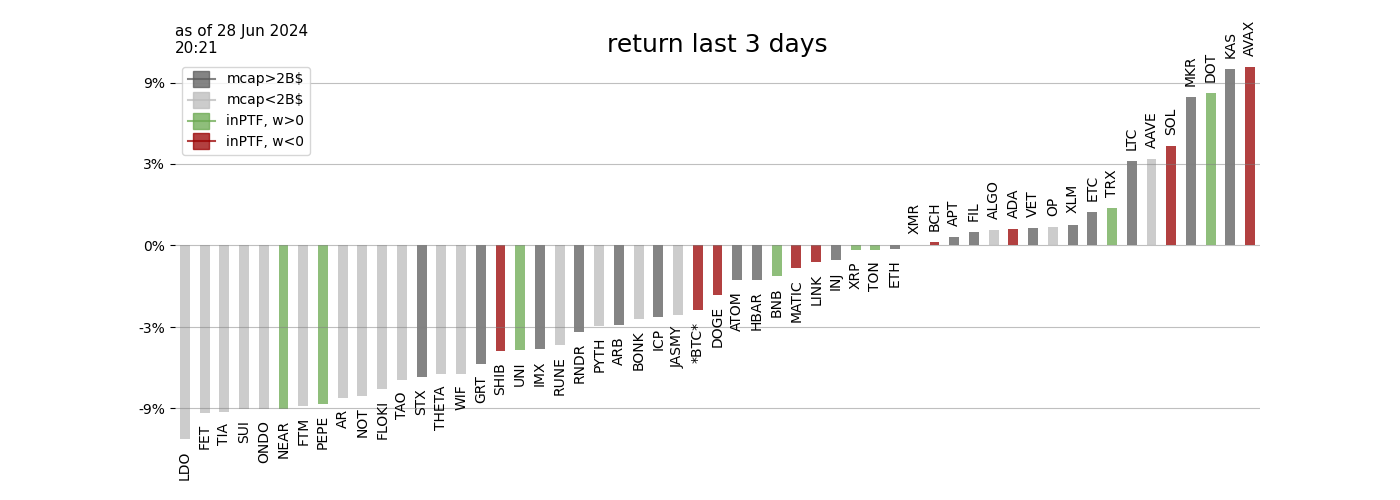 as of 28 Jun 2024
20:21
return last 3 days
mcap>2B$
mcap<2B$
inPTF, w>0
inPTF, w<0
9%
3%
0%
-3%
-9%
LDO
FET
TIA
SUI
ONDO
NEAR
FTM
PEPE
AR
NOT
FLOKI
TAO
STX
THETA
WIF
GRT
SHIB
UNI
IMX
RUNE
RNDR
PYTH
ARB
BONK
ICP
JASMY
*BTC*
DOGE
ATOM
HBAR
BNB
MATIC
LINK
INJ
XRP
TON
ETH
XMR
BCH
APT
FIL
ALGO
ADA
VET
OP
XLM
ETC
TRX
LTC
AAVE
SOL
MKR
DOT
KAS
AVAX